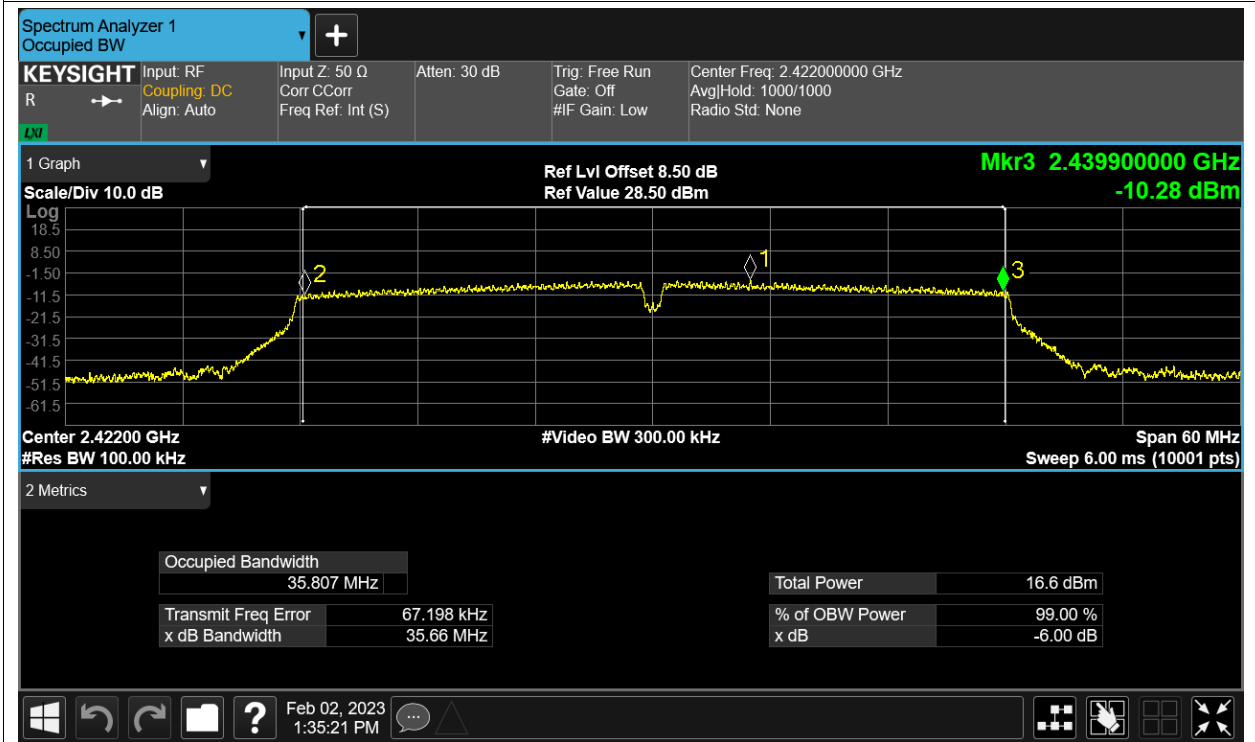 Spectrum Analyzer 1
Occupied BW
KEYSIGHT
R
LXI
Input: RF
Coupling: DC
Align: Auto
Input Z: 50 Ω
Corr CCorr
Freq Ref: Int (S)
Atten: 30 dB
Trig: Free Run
Gate: Off
#IF Gain: Low
Center Freq: 2.422000000 GHz
Avg|Hold: 1000/1000
Radio Std: None
1 Graph
Scale/Div 10.0 dB
Ref Lvl Offset 8.50 dB
Ref Value 28.50 dBm
Mkr3 2.439900000 GHz
-10.28 dBm
Log
18.5
8.50
-1.50
-11.5
-21.5
-31.5
-41.5
-51.5
-61.5
2
1
3
Center 2.42200 GHz
#Res BW 100.00 kHz
#Video BW 300.00 kHz
Span 60 MHz
Sweep 6.00 ms (10001 pts)
2 Metrics
Occupied Bandwidth
35.807 MHz
Transmit Freq Error 67.198 kHz
x dB Bandwidth 35.66 MHz
Total Power 16.6 dBm
% of OBW Power 99.00 %
x dB -6.00 dB
?
Feb 02, 2023
1:35:21 PM